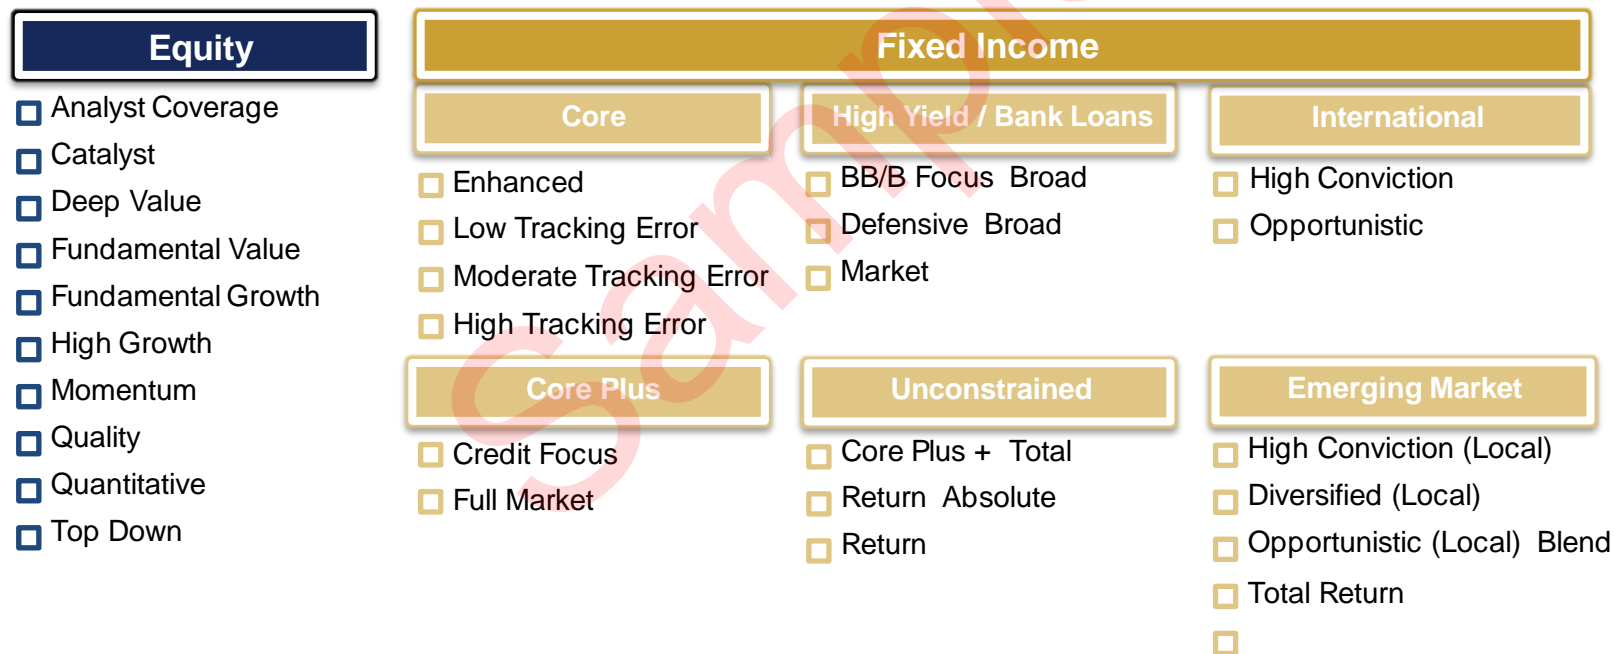 Equity
Analyst Coverage
Catalyst
Deep Value
Fundamental Value
Fundamental Growth
High Growth
Momentum
Quality
Quantitative
Top Down
Fixed Income
Core
Enhanced
Low Tracking Error
Moderate Tracking Error
High Tracking Error
High Yield / Bank Loans
BB/B Focus Broad
Defensive Broad
Market
International
High Conviction
Opportunistic
Core Plus
Credit Focus
Full Market
Unconstrained
Core Plus + Total
Return Absolute
Return
Emerging Market
High Conviction (Local)
Diversified (Local)
Opportunistic (Local) Blend
Total Return